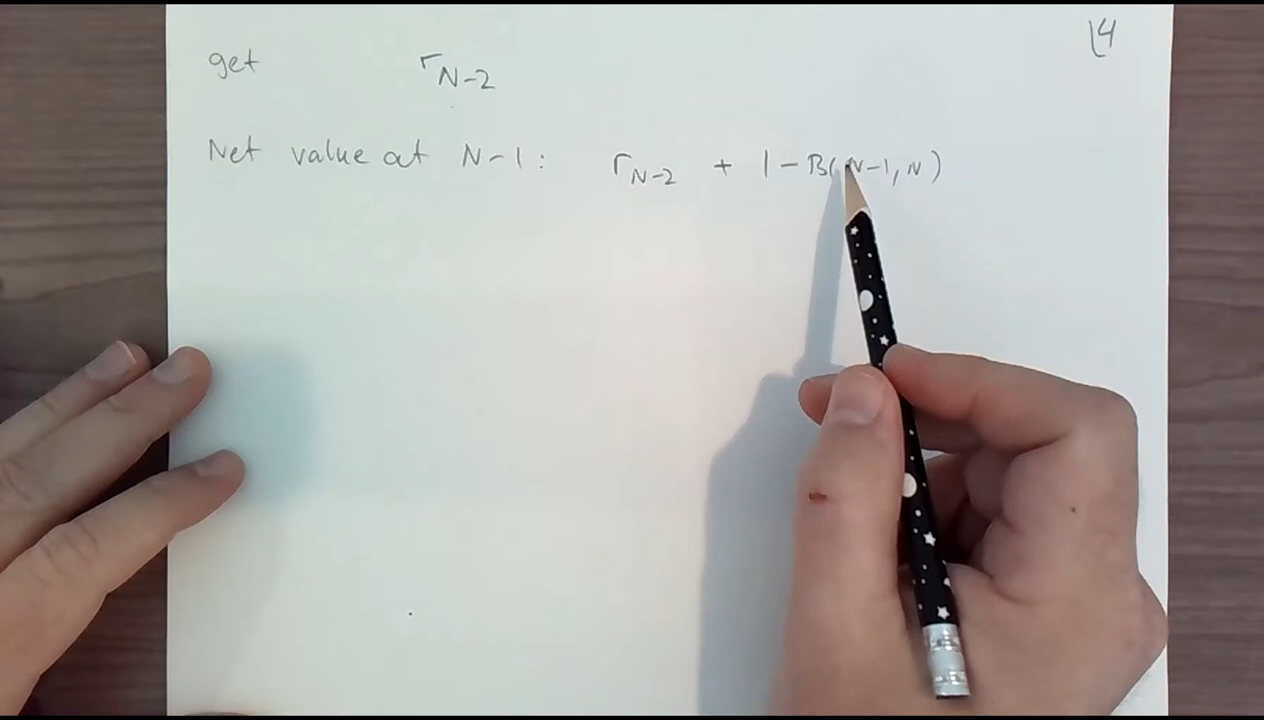 14
get r_{N-2}
Net value at N-1: r_{N-2} + 1 - B(N-1, N)